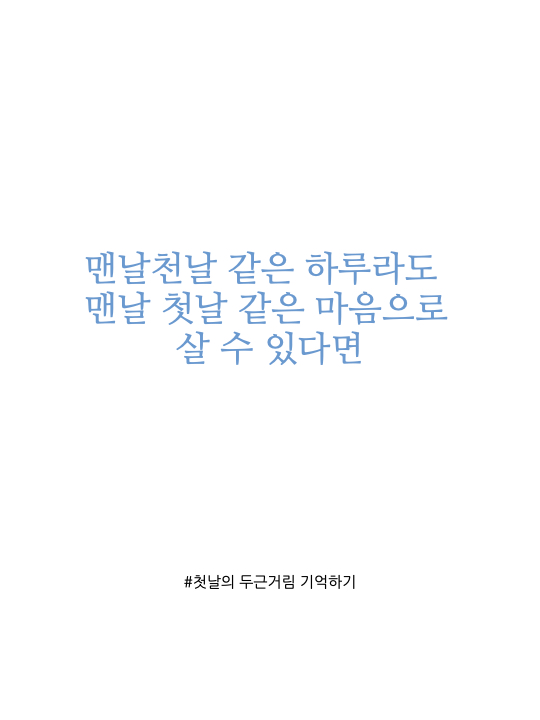 맨날천날 같은 하루라도
맨날 첫날 같은 마음으로
살 수 있다면
#첫날의 두근거림 기억하기